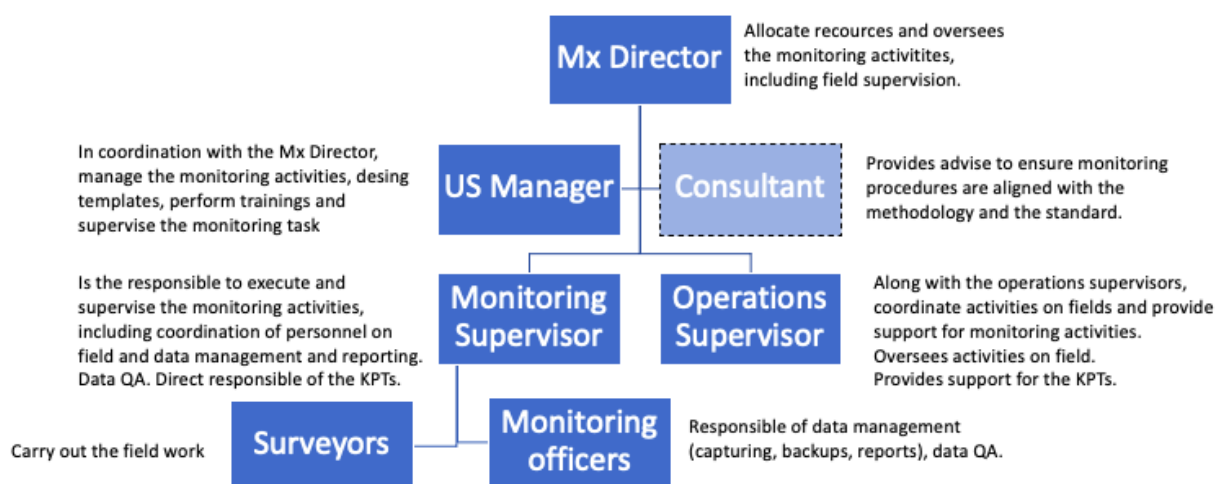 Mx Director
Allocate recources and oversees
the monitoring activitites,
including field supervision.
In coordination with the Mx Director,
manage the monitoring activities, desing
templates, perform trainings and
supervise the monitoring task
US Manager
Consultant
Provides advise to ensure monitoring
procedures are aligned with the
methodology and the standard.
Is the responsible to execute and
supervise the monitoring activities,
including coordination of personnel on
field and data management and reporting.
Data QA. Direct responsible of the KPTs.
Monitoring
Supervisor
Operations
Supervisor
Along with the operations supervisors,
coordinate activities on fields and provide
support for monitoring activities.
Oversees activities on field.
Provides support for the KPTs.
Carry out the field work
Surveyors
Monitoring
officers
Responsible of data management
(capturing, backups, reports), data QA.